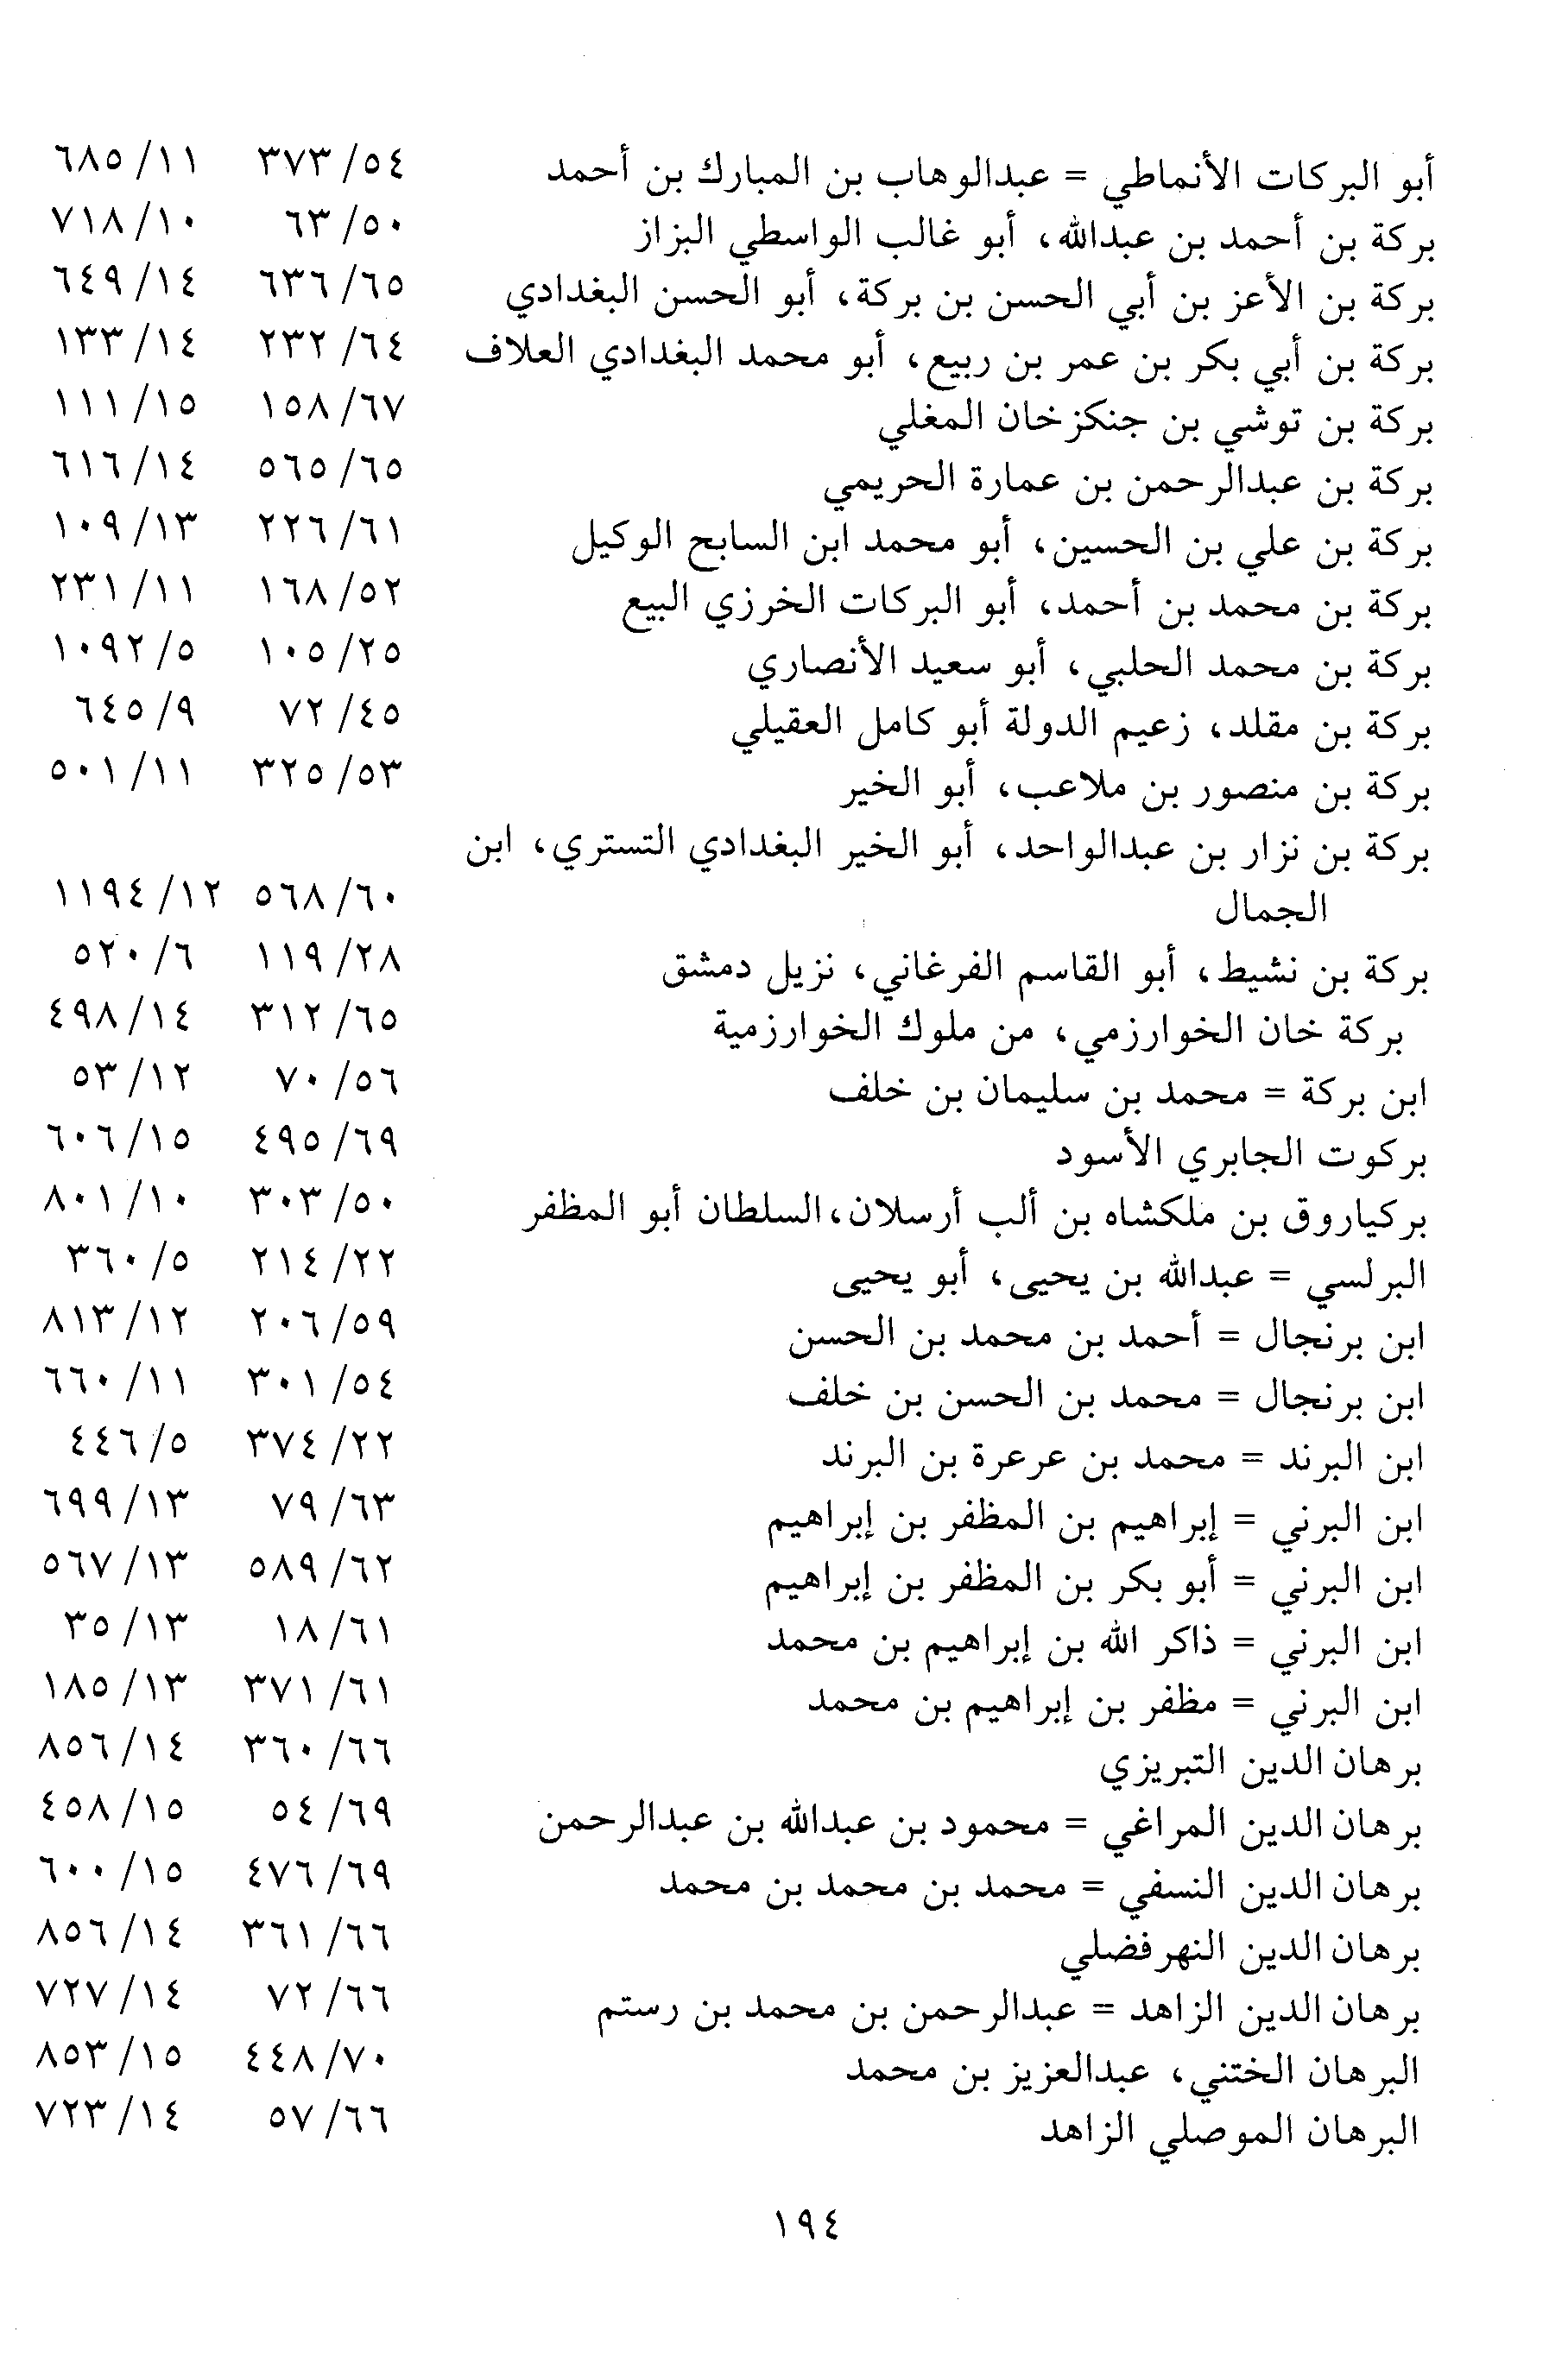 أبو البركات الأنماطي = عبدالوهاب بن المبارك بن أحمد ٥٤/ ٣٧٣ ١١/ ٦٨٥
بركة بن أحمد بن عبدالله، أبو غالب الواسطي البزاز ٥٠/ ٦٣ ١٠/ ٧١٨
بركة بن الأعز بن أبي الحسن بن بركة، أبو الحسن البغدادي ٦٥/ ٦٣٦ ١٤/ ٦٤٩
بركة بن أبي بكر بن عمر بن ربيع، أبو محمد البغدادي العلاف ٦٤/ ٢٣٢ ١٤/ ١٣٣
بركة بن توشي بن جنكزخان المغلي ٦٧/ ١٥٨ ١٥/ ١١١
بركة بن عبدالرحمن بن عمارة الحريمي ٦٥/ ٥٦٥ ١٤/ ٦١٦
بركة بن علي بن الحسين، أبو محمد ابن السابح الوكيل ٦١/ ٢٢٦ ١٣/ ١٠٩
بركة بن محمد بن أحمد، أبو البركات الخرزي البيع ٥٢/ ١٦٨ ١١/ ٢٣١
بركة بن محمد الحلبي، أبو سعيد الأنصاري ٢٥/ ١٠٥ ٥/ ١٠٩٢
بركة بن مقلد، زعيم الدولة أبو كامل العقيلي ٤٥/ ٧٢ ٩/ ٦٤٥
بركة بن منصور بن ملاعب، أبو الخير ٥٣/ ٣٢٥ ١١/ ٥٠١
بركة بن نزار بن عبدالواحد، أبو الخير البغدادي التستري، ابن
الجمال ٦٠/ ٥٦٨ ١٢/ ١١٩٤
بركة بن نشيط، أبو القاسم الفرغاني، نزيل دمشق ٢٨/ ١١٩ ٦/ ٥٢٠
بركة خان الخوارزمي، من ملوك الخوارزمية ٦٥/ ٣١٢ ١٤/ ٤٩٨
ابن بركة = محمد بن سليمان بن خلف ٥٦/ ٧٠ ١٢/ ٥٣
بركوت الجابري الأسود ٦٩/ ٤٩٥ ١٥/ ٦٠٦
بركياروق بن ملكشاه بن ألب أرسلان،السلطان أبو المظفر ٥٠/ ٣٠٣ ١٠/ ٨٠١
البرلسي = عبدالله بن يحيى، أبو يحيى ٢٢/ ٢١٤ ٥/ ٣٦٠
ابن برنجال = أحمد بن محمد بن الحسن ٥٩/ ٢٠٦ ١٢/ ٨١٣
ابن برنجال = محمد بن الحسن بن خلف ٥٤/ ٣٠١ ١١/ ٦٦٠
ابن البرند = محمد بن عرعرة بن البرند ٢٢/ ٣٧٤ ٥/ ٤٤٦
ابن البرني = إبراهيم بن المظفر بن إبراهيم ٦٣/ ٧٩ ١٣/ ٦٩٩
ابن البرني = أبو بكر بن المظفر بن إبراهيم ٦٢/ ٥٨٩ ١٣/ ٥٦٧
ابن البرني = ذاكر الله بن إبراهيم بن محمد ٦١/ ١٨ ١٣/ ٣٥
ابن البرني = مظفر بن إبراهيم بن محمد ٦١/ ٣٧١ ١٣/ ١٨٥
برهان الدين التبريزي ٦٦/ ٣٦٠ ١٤/ ٨٥٦
برهان الدين المراغي = محمود بن عبدالله بن عبدالرحمن ٦٩/ ٥٤ ١٥/ ٤٥٨
برهان الدين النسفي = محمد بن محمد بن محمد ٦٩/ ٤٧٦ ١٥/ ٦٠٠
برهان الدين النهرفضلي ٦٦/ ٣٦١ ١٤/ ٨٥٦
برهان الدين الزاهد = عبدالرحمن بن محمد بن رستم ٦٦/ ٧٢ ١٤/ ٧٢٧
البرهان الختني، عبدالعزيز بن محمد ٧٠/ ٤٤٨ ١٥/ ٨٥٣
البرهان الموصلي الزاهد ٦٦/ ٥٧ ١٤/ ٧٢٣
١٩٤